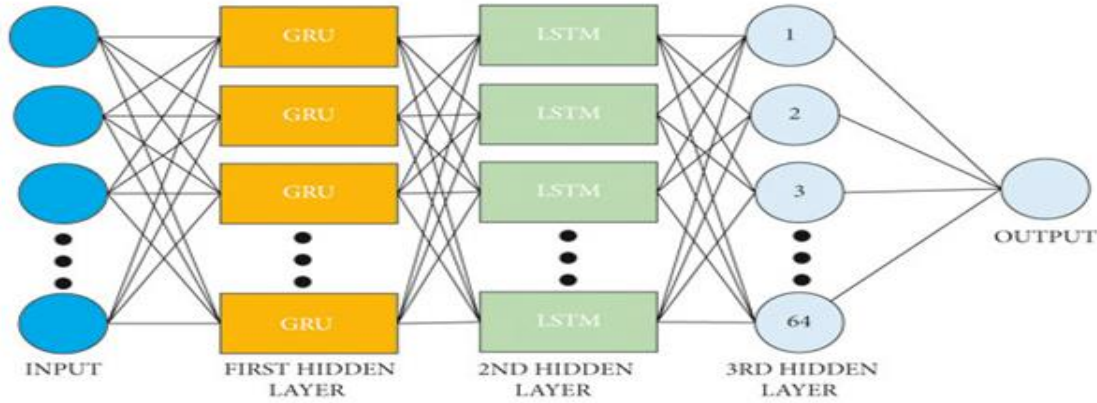 GRU
LSTM
1
GRU
LSTM
2
GRU
LSTM
3
GRU
LSTM
64
OUTPUT
INPUT
FIRST HIDDEN
LAYER
2ND HIDDEN
LAYER
3RD HIDDEN
LAYER